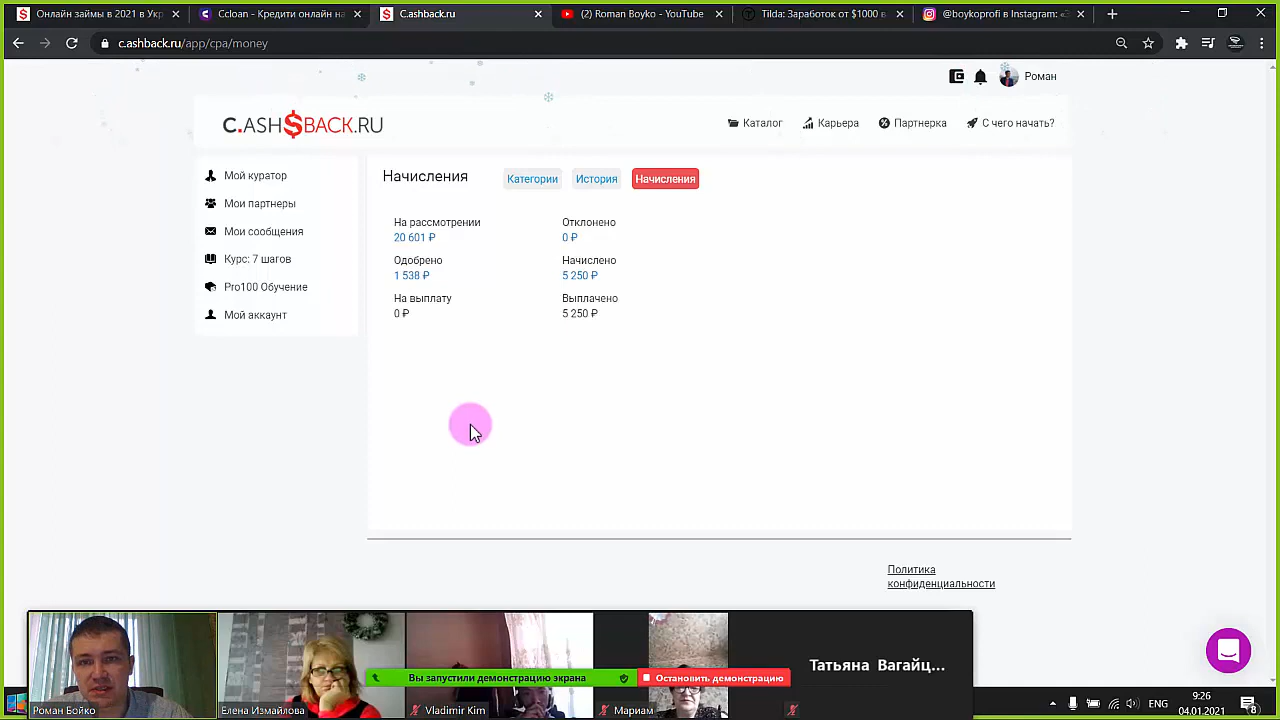 Онлайн займы в 2021 в Укр
Ccloan - Кредити онлайн на
C.ashback.ru
(2) Roman Boyko - YouTube
Tilda: Заработок от $1000 в
@boykoprofi в Instagram: «
c.ashback.ru/app/cpa/money
Роман
C.ASH$BACK.RU
Каталог
Карьера
Партнерка
С чего начать?
Мой куратор
Мои партнеры
Мои сообщения
Курс: 7 шагов
Pro100 Обучение
Мой аккаунт
Начисления
Категории
История
Начисления
На рассмотрении
20 601 ₽
Отклонено
0 ₽
Одобрено
1 538 ₽
Начислено
5 250 ₽
На выплату
0 ₽
Выплачено
5 250 ₽
Политика
конфиденциальности
Татьяна Вагайц...
Вы запустили демонстрацию экрана
Остановить демонстрацию
Роман Бойко
Елена Измайлова
Vladimir Kim
Мариам
ENG
9:26
04.01.2021
8